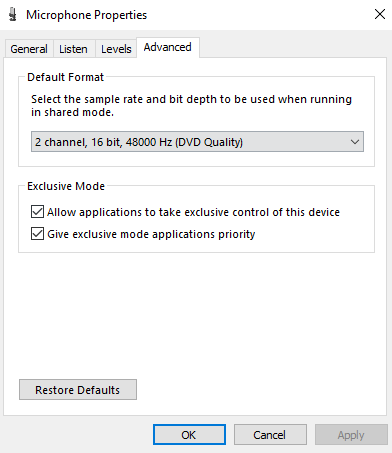 Microphone Properties
General Listen Levels Advanced
Default Format
Select the sample rate and bit depth to be used when running
in shared mode.
2 channel, 16 bit, 48000 Hz (DVD Quality)
Exclusive Mode
Allow applications to take exclusive control of this device
Give exclusive mode applications priority
Restore Defaults
OK Cancel Apply